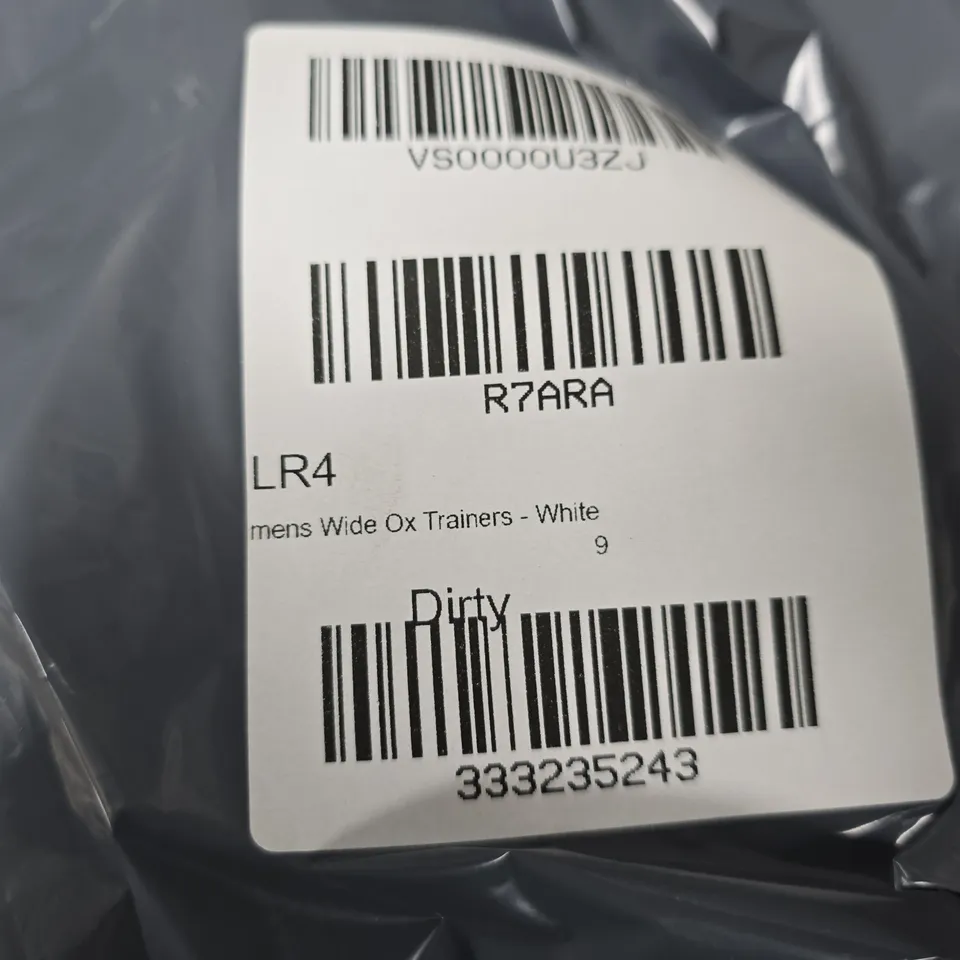 VS0000U3ZJ
R7ARA
LR4
mens Wide Ox Trainers - White
9
Dirty
333235243